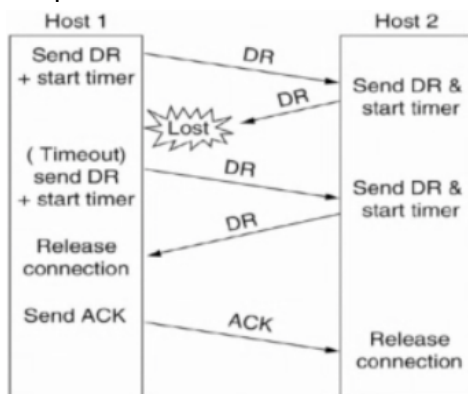 Host 1
Host 2
Send DR
+ start timer
DR
Send DR &
start timer
DR
Lost
( Timeout)
send DR
+ start timer
DR
Send DR &
start timer
DR
Release
connection
Send ACK
ACK
Release
connection